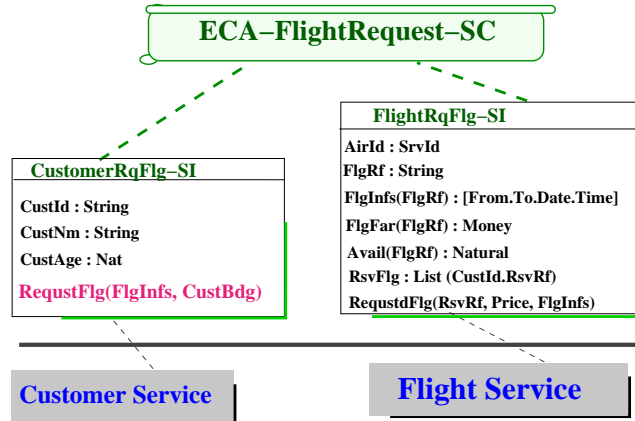 ECA–FlightRequest–SC
CustomerRqFlg–SI
CustId : String
CustNm : String
CustAge : Nat
RequstFlg(FlgInfs, CustBdg)
FlightRqFlg–SI
AirId : SrvId
FlgRf : String
FlgInfs(FlgRf) : [From.To.Date.Time]
FlgFar(FlgRf) : Money
Avail(FlgRf) : Natural
RsvFlg : List (CustId.RsvRf)
RequstdFlg(RsvRf, Price, FlgInfs)
Customer Service
Flight Service